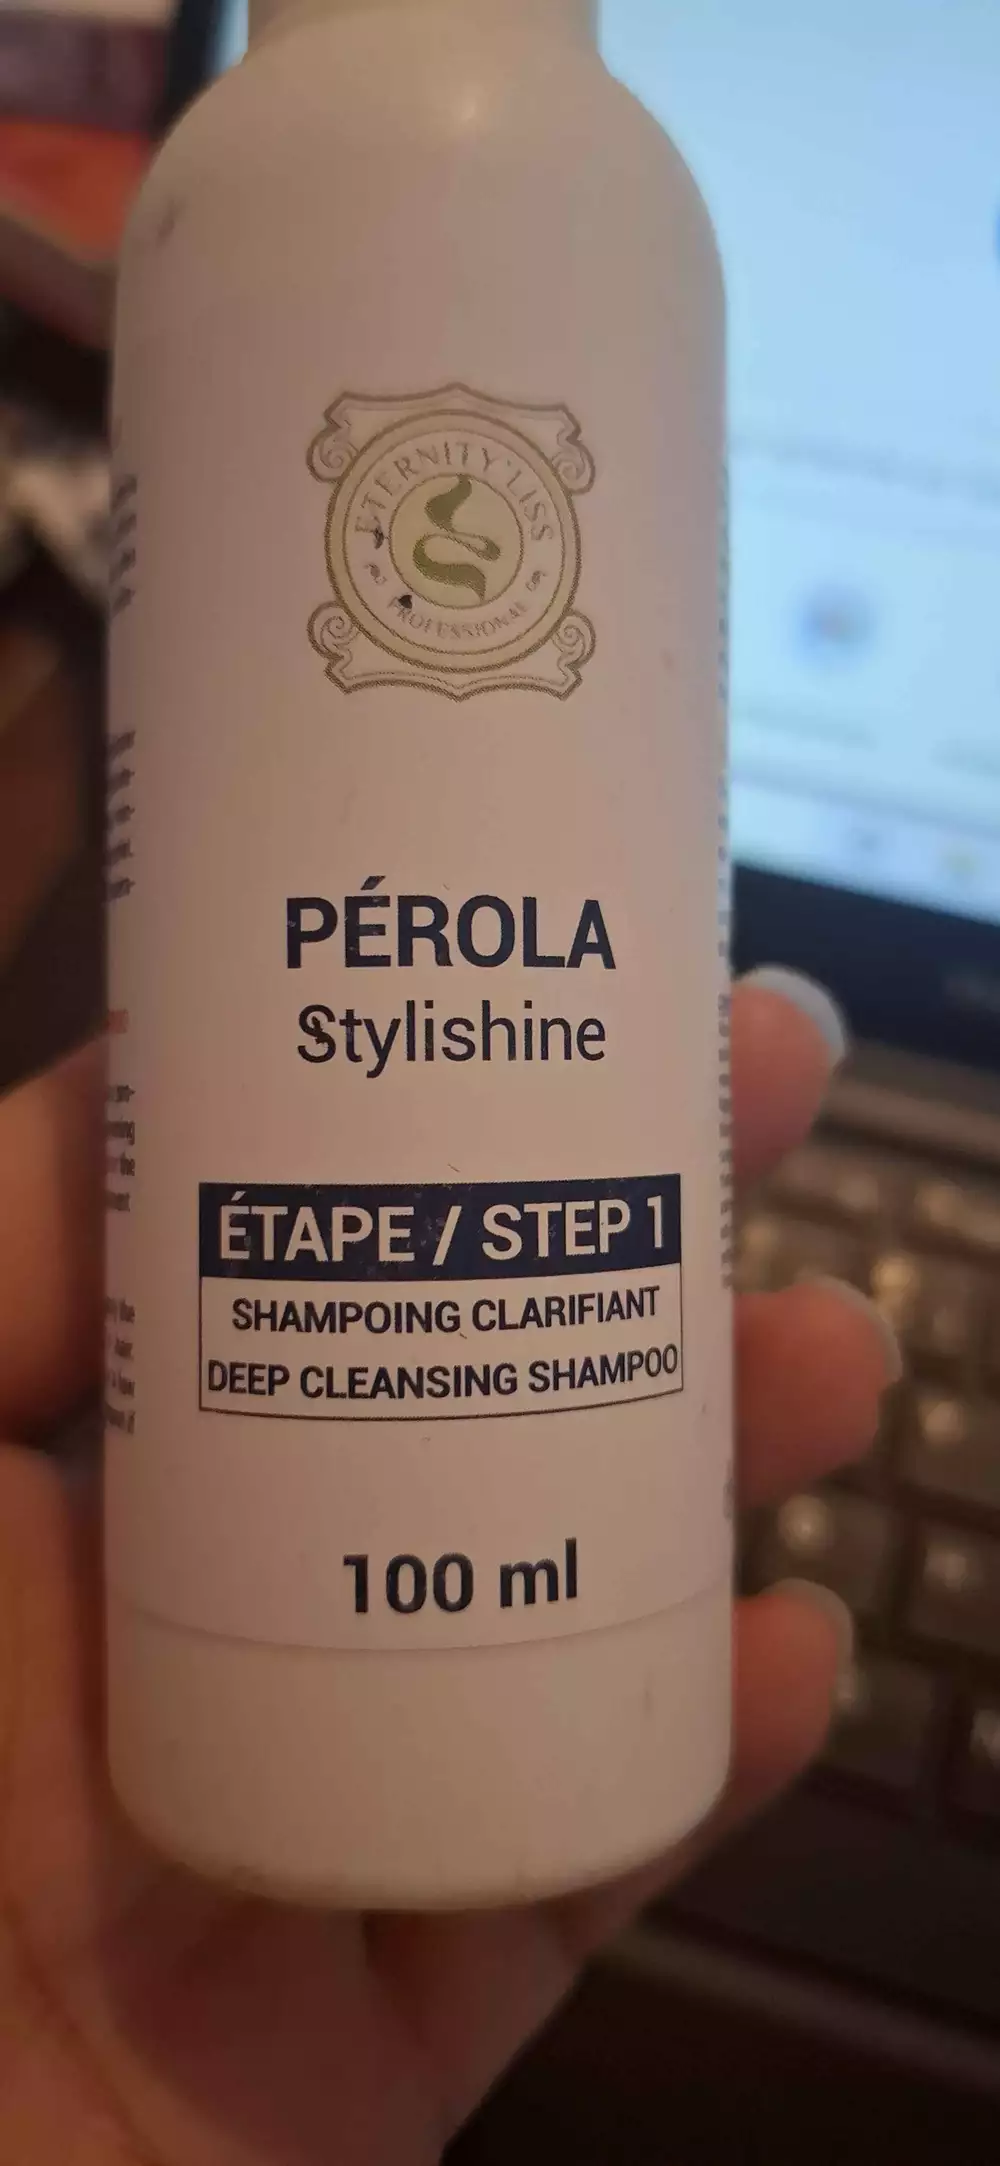 ETERNITY'LISS
PROFESSIONAL
PÉROLA
Stylishine
ÉTAPE / STEP 1
SHAMPOING CLARIFIANT
DEEP CLEANSING SHAMPOO
100 ml